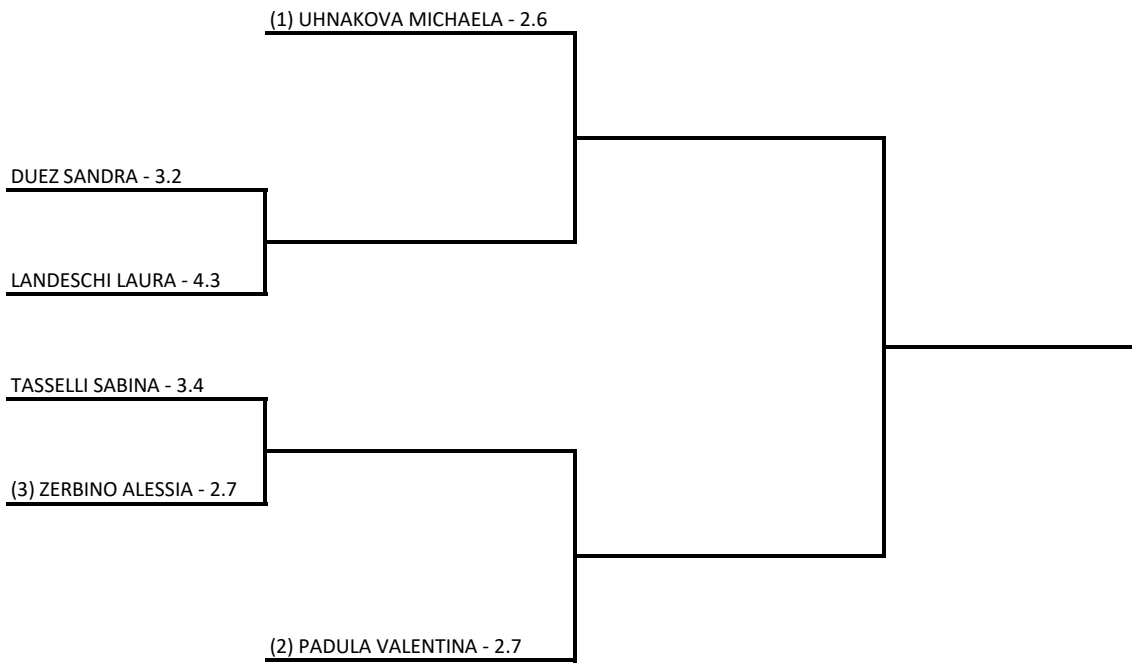 (1) UHNAKOVA MICHAELA - 2.6
DUEZ SANDRA - 3.2
LANDESCHI LAURA - 4.3
TASSELLI SABINA - 3.4
(3) ZERBINO ALESSIA - 2.7
(2) PADULA VALENTINA - 2.7